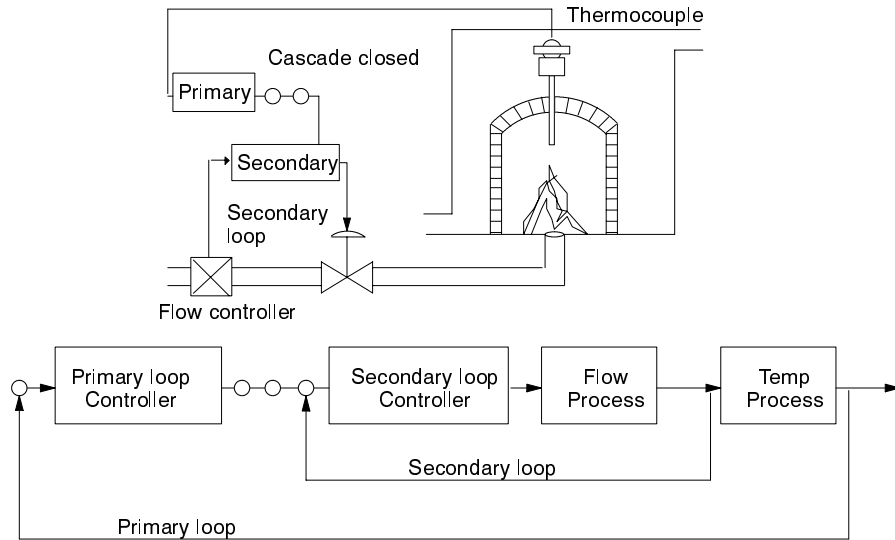 Thermocouple
Cascade closed
Primary
Secondary
Secondary
loop
Flow controller
Primary loop
Controller
Secondary loop
Controller
Flow
Process
Temp
Process
Secondary loop
Primary loop